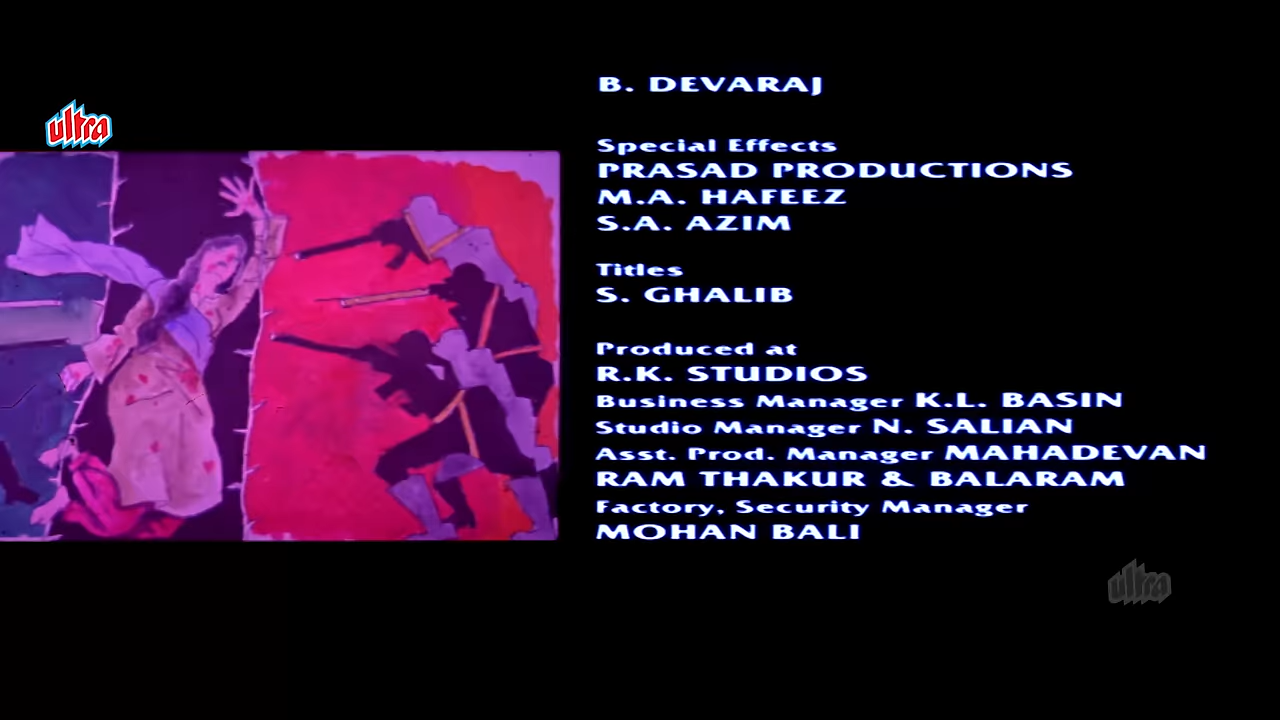 ultra
B. DEVARAJ
Special Effects
PRASAD PRODUCTIONS
M.A. HAFEEZ
S.A. AZIM
Titles
S. GHALIB
Produced at
R.K. STUDIOS
Business Manager K.L. BASIN
Studio Manager N. SALIAN
Asst. Prod. Manager MAHADEVAN
RAM THAKUR & BALARAM
Factory, Security Manager
MOHAN BALI
ultra